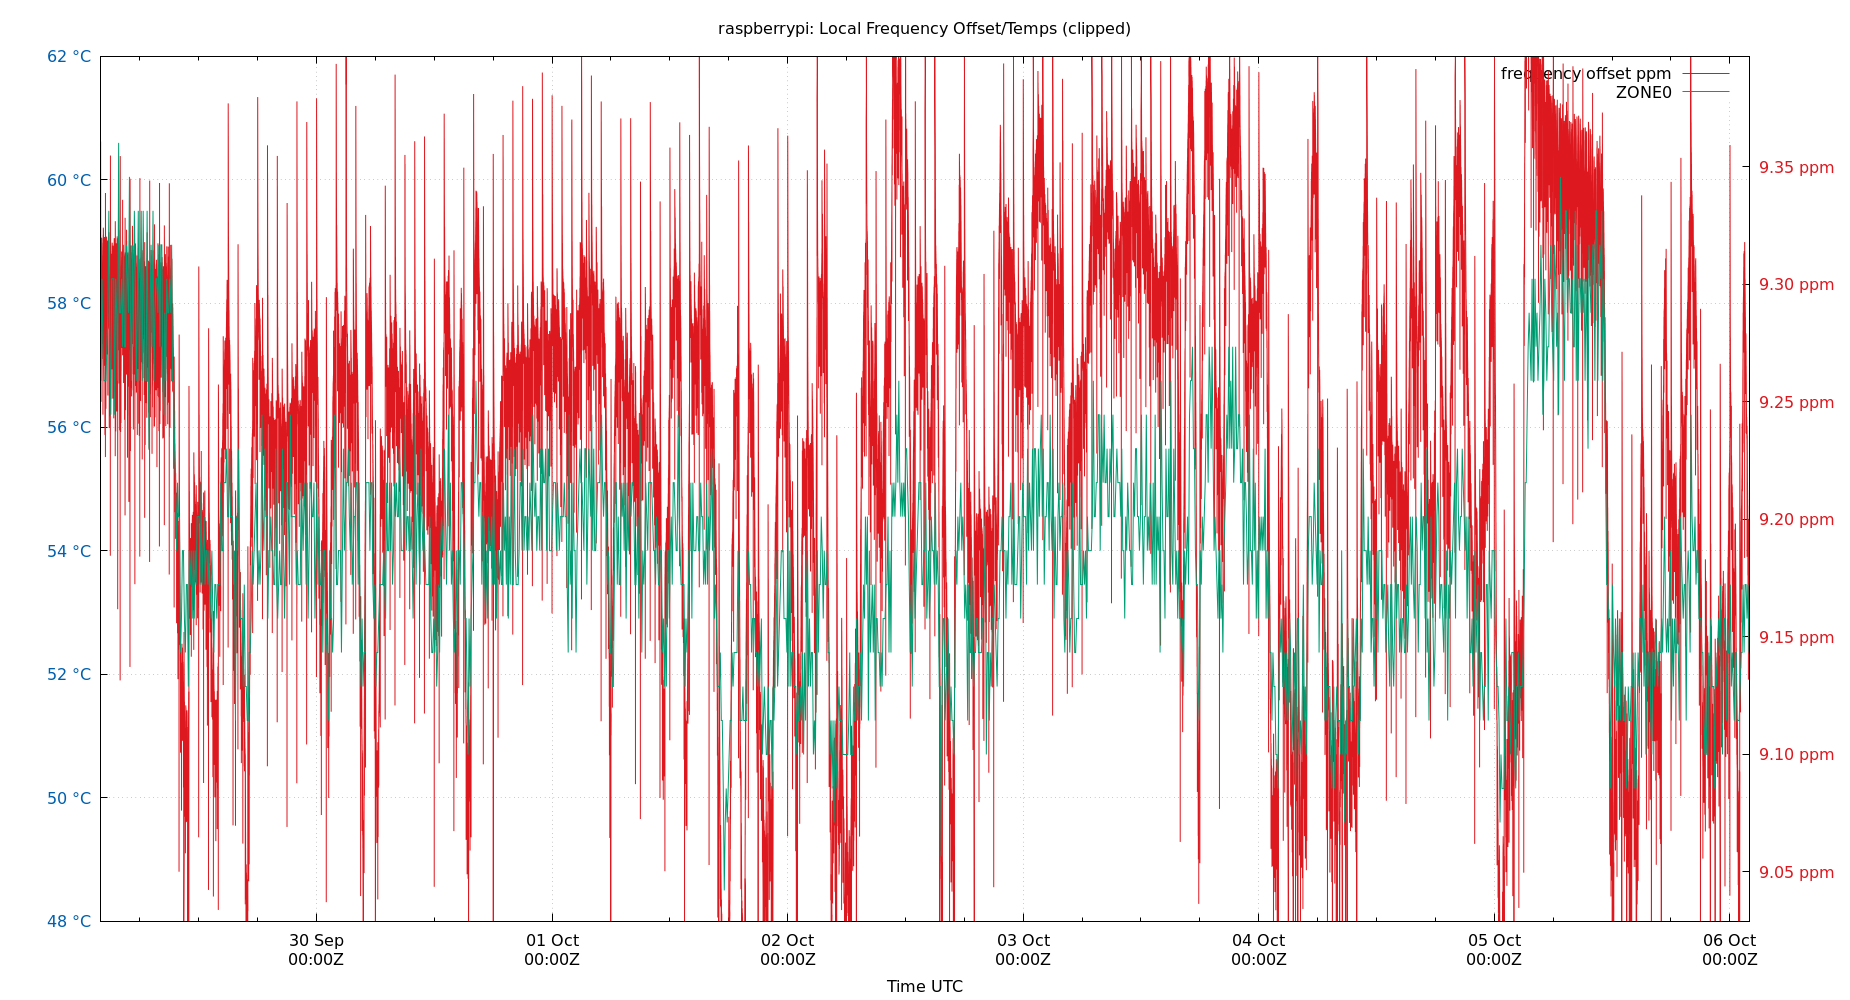 raspberrypi: Local Frequency Offset/Temps (clipped)
62 °C
60 °C
58 °C
56 °C
54 °C
52 °C
50 °C
48 °C
frequency offset ppm
ZONE0
9.35 ppm
9.30 ppm
9.25 ppm
9.20 ppm
9.15 ppm
9.10 ppm
9.05 ppm
30 Sep
00:00Z
01 Oct
00:00Z
02 Oct
00:00Z
03 Oct
00:00Z
04 Oct
00:00Z
05 Oct
00:00Z
06 Oct
00:00Z
Time UTC